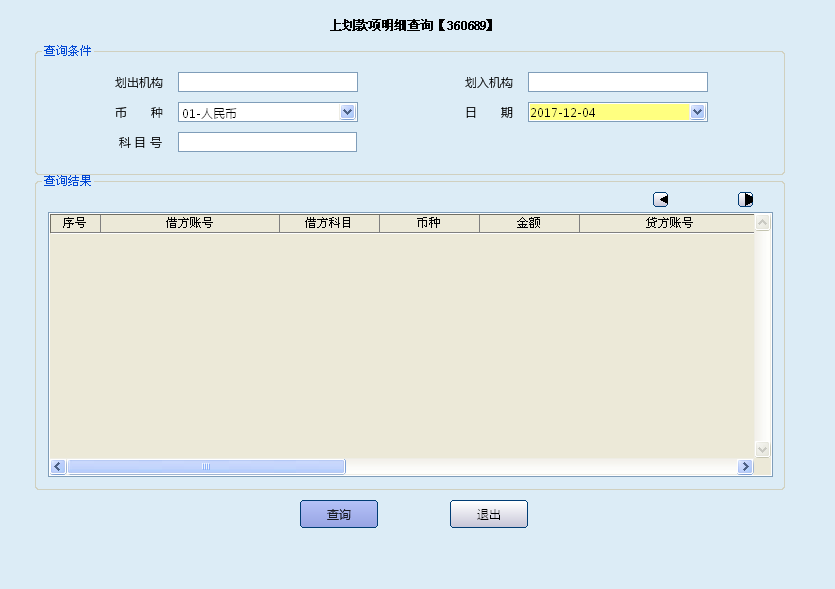 上划款项明细查询【360689】
查询条件
划出机构 划入机构
币 种 01-人民币 日 期 2017-12-04
科目号
查询结果
序号 借方账号 借方科目 币种 金额 贷方账号
查询 退出